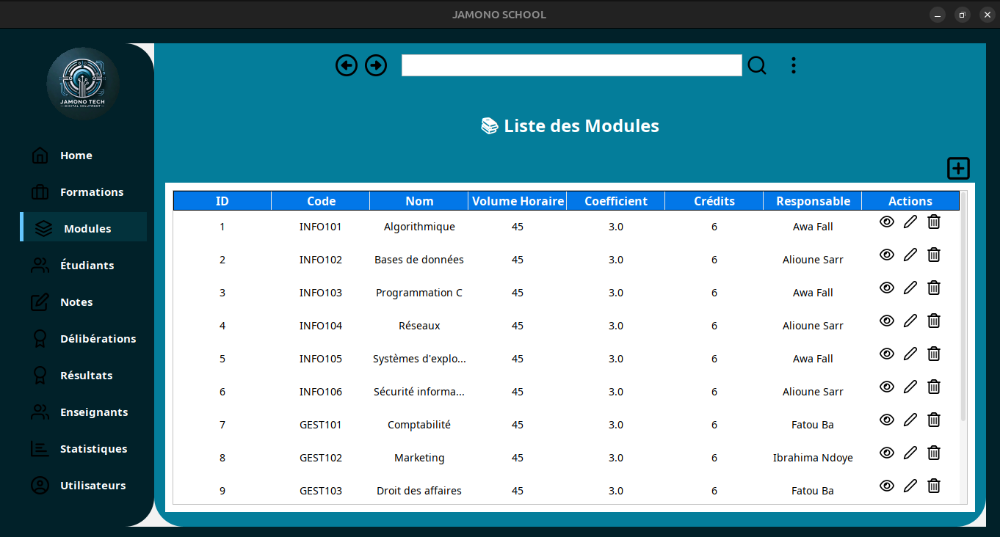 JAMONO SCHOOL
JAMONO TECH
Liste des Modules
Home
Formations
Modules
Étudiants
Notes
Délibérations
Résultats
Enseignants
Statistiques
Utilisateurs
ID Code Nom Volume Horaire Coefficient Crédits Responsable Actions
1 INFO101 Algorithmique 45 3.0 6 Awa Fall
2 INFO102 Bases de données 45 3.0 6 Alioune Sarr
3 INFO103 Programmation C 45 3.0 6 Awa Fall
4 INFO104 Réseaux 45 3.0 6 Alioune Sarr
5 INFO105 Systèmes d'explo... 45 3.0 6 Awa Fall
6 INFO106 Sécurité informa... 45 3.0 6 Alioune Sarr
7 GEST101 Comptabilité 45 3.0 6 Fatou Ba
8 GEST102 Marketing 45 3.0 6 Ibrahima Ndoye
9 GEST103 Droit des affaires 45 3.0 6 Fatou Ba